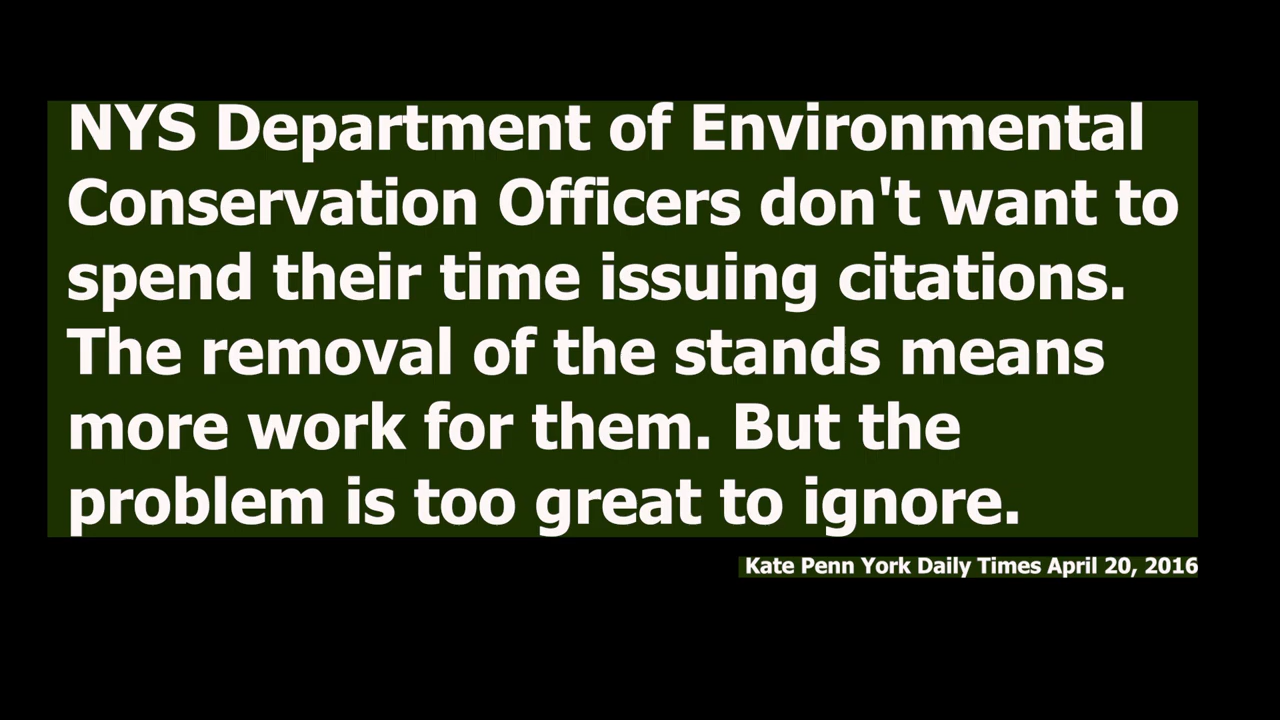 NYS Department of Environmental
Conservation Officers don't want to
spend their time issuing citations.
The removal of the stands means
more work for them. But the
problem is too great to ignore.
Kate Penn York Daily Times April 20, 2016